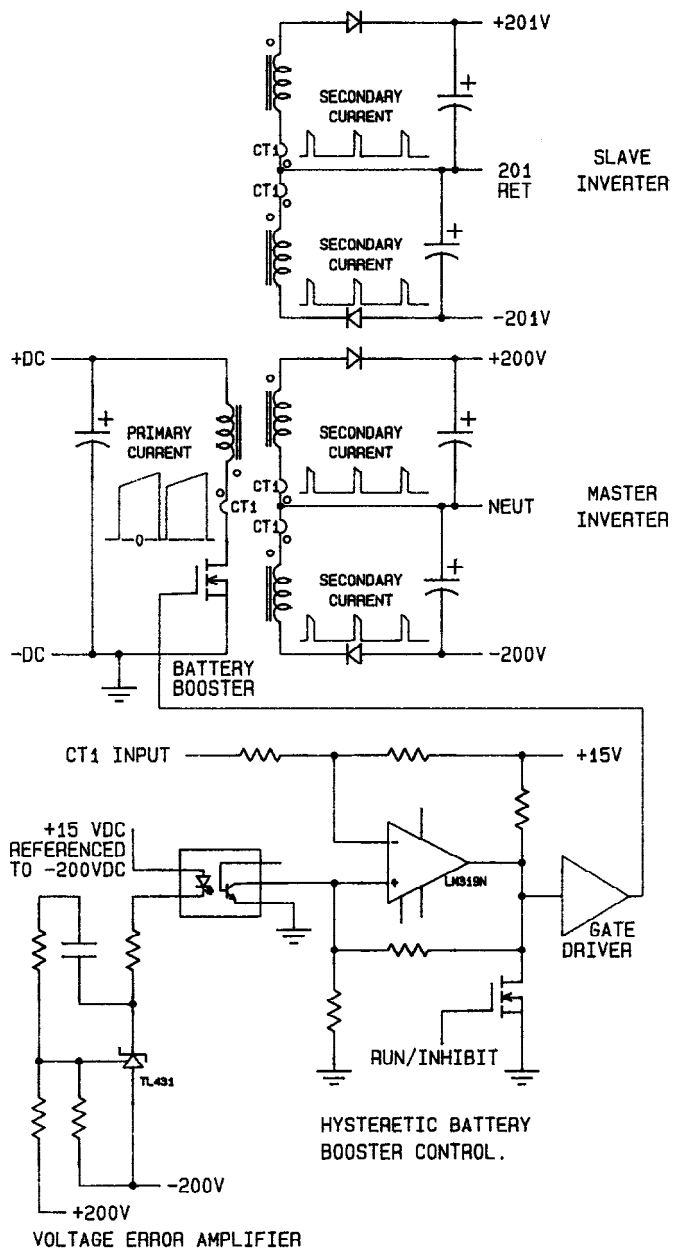 +201V
SECONDARY
CURRENT
CT1
201
RET
SLAVE
INVERTER
CT1
SECONDARY
CURRENT
-201V
+DC
+200V
PRIMARY
CURRENT
SECONDARY
CURRENT
CT1
CT1
NEUT
MASTER
INVERTER
CT1
0
SECONDARY
CURRENT
-DC
-200V
BATTERY
BOOSTER
CT1 INPUT
+15V
+15 VDC
REFERENCED
TO -200VDC
LM319N
GATE
DRIVER
RUN/INHIBIT
TL431
HYSTERETIC BATTERY
BOOSTER CONTROL.
-200V
+200V
VOLTAGE ERROR AMPLIFIER